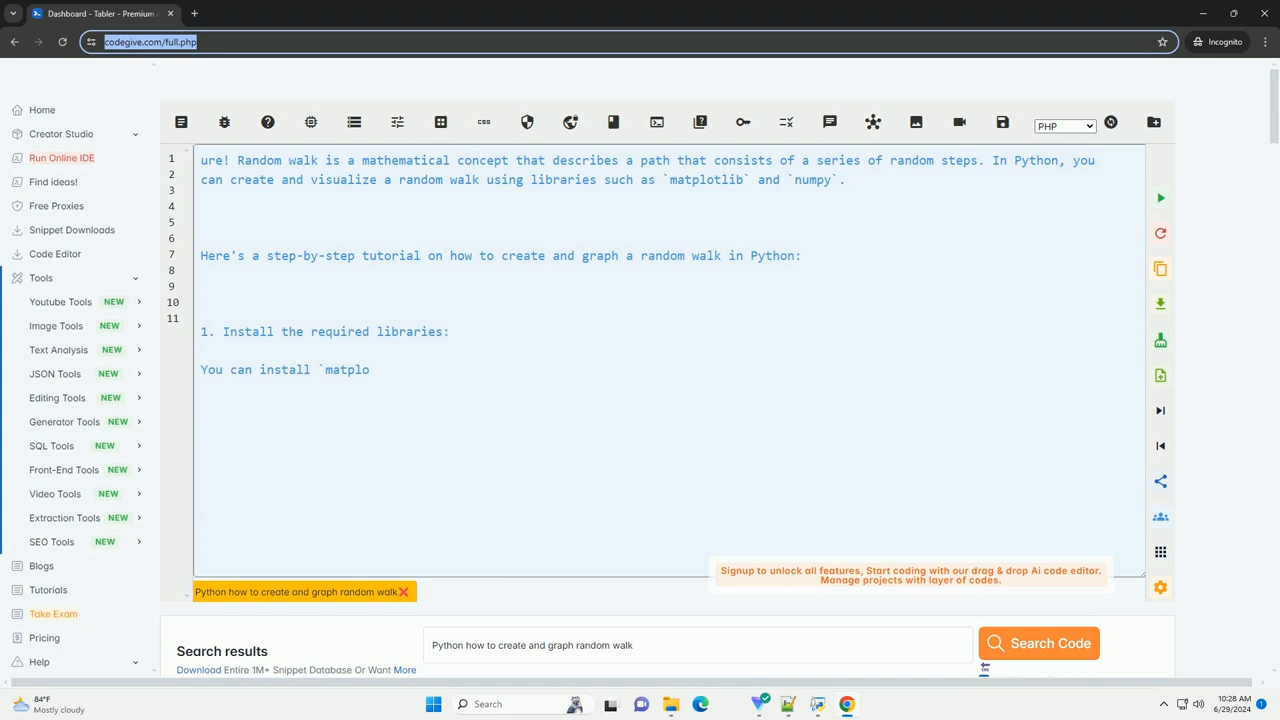 Dashboard - Tabler - Premium
codegive.com/full.php
Incognito
Home
Creator Studio
Run Online IDE
Find ideas!
Free Proxies
Snippet Downloads
Code Editor
Tools
Youtube Tools NEW
Image Tools NEW
Text Analysis NEW
JSON Tools NEW
Editing Tools NEW
Generator Tools NEW
SQL Tools NEW
Front-End Tools NEW
Video Tools NEW
Extraction Tools NEW
SEO Tools NEW
Blogs
Tutorials
Take Exam
Pricing
Help
CSS
PHP
1
2
3
4
5
6
7
8
9
10
11
ure! Random walk is a mathematical concept that describes a path that consists of a series of random steps. In Python, you
can create and visualize a random walk using libraries such as `matplotlib` and `numpy`.
Here's a step-by-step tutorial on how to create and graph a random walk in Python:
1. Install the required libraries:
You can install `matplo
Signup to unlock all features, Start coding with our drag & drop Ai code editor.
Manage projects with layer of codes.
Python how to create and graph random walk
Search results
Download Entire 1M+ Snippet Database Or Want More
Python how to create and graph random walk
Search Code
84°F
Mostly cloudy
Search
10:28 AM
6/29/2024